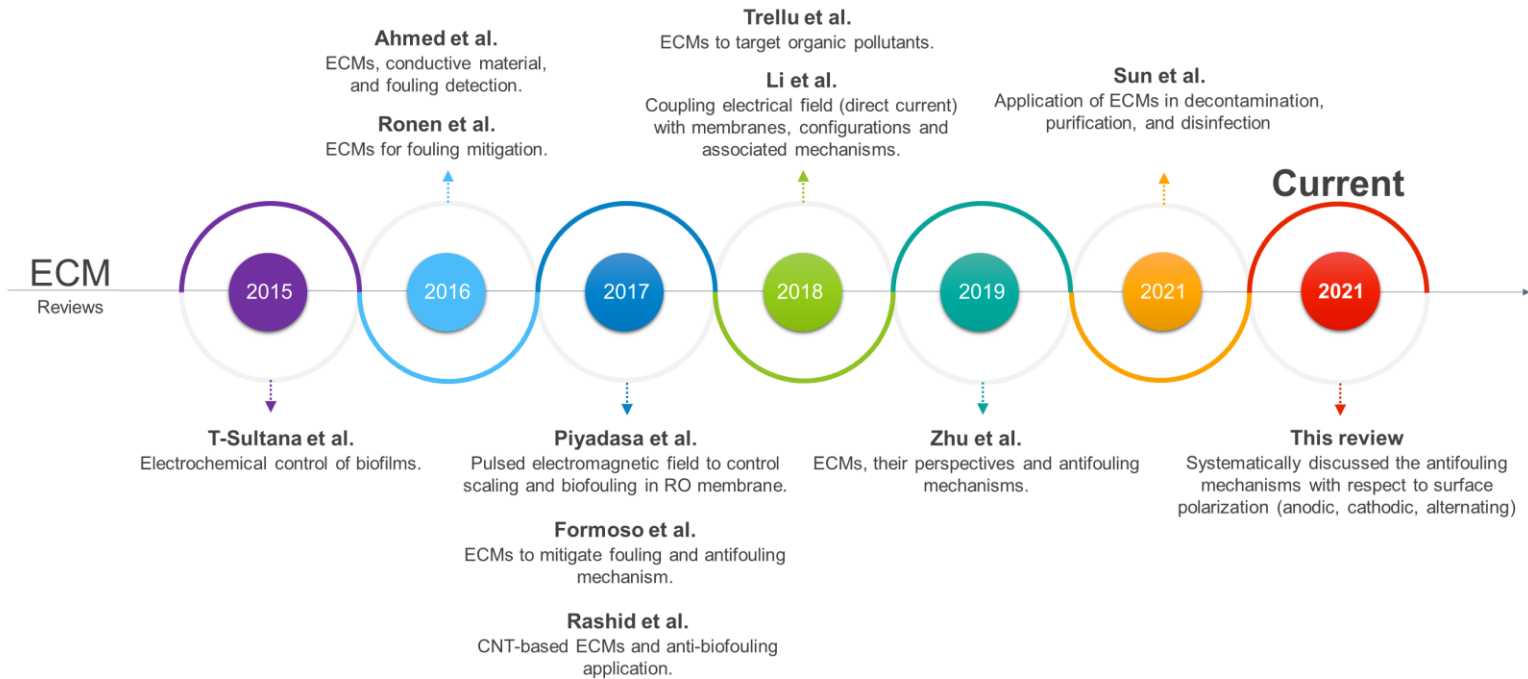 ECM
Reviews
2015
T-Sultana et al.
Electrochemical control of biofilms.
Ahmed et al.
ECMs, conductive material,
and fouling detection.
Ronen et al.
ECMs for fouling mitigation.
2016
2017
Piyadasa et al.
Pulsed electromagnetic field to control
scaling and biofouling in RO membrane.
Formoso et al.
ECMs to mitigate fouling and antifouling
mechanism.
Rashid et al.
CNT-based ECMs and anti-biofouling
application.
Trellu et al.
ECMs to target organic pollutants.
Li et al.
Coupling electrical field (direct current)
with membranes, configurations and
associated mechanisms.
2018
2019
Zhu et al.
ECMs, their perspectives and antifouling
mechanisms.
Sun et al.
Application of ECMs in decontamination,
purification, and disinfection
2021
Current
2021
This review
Systematically discussed the antifouling
mechanisms with respect to surface
polarization (anodic, cathodic, alternating)